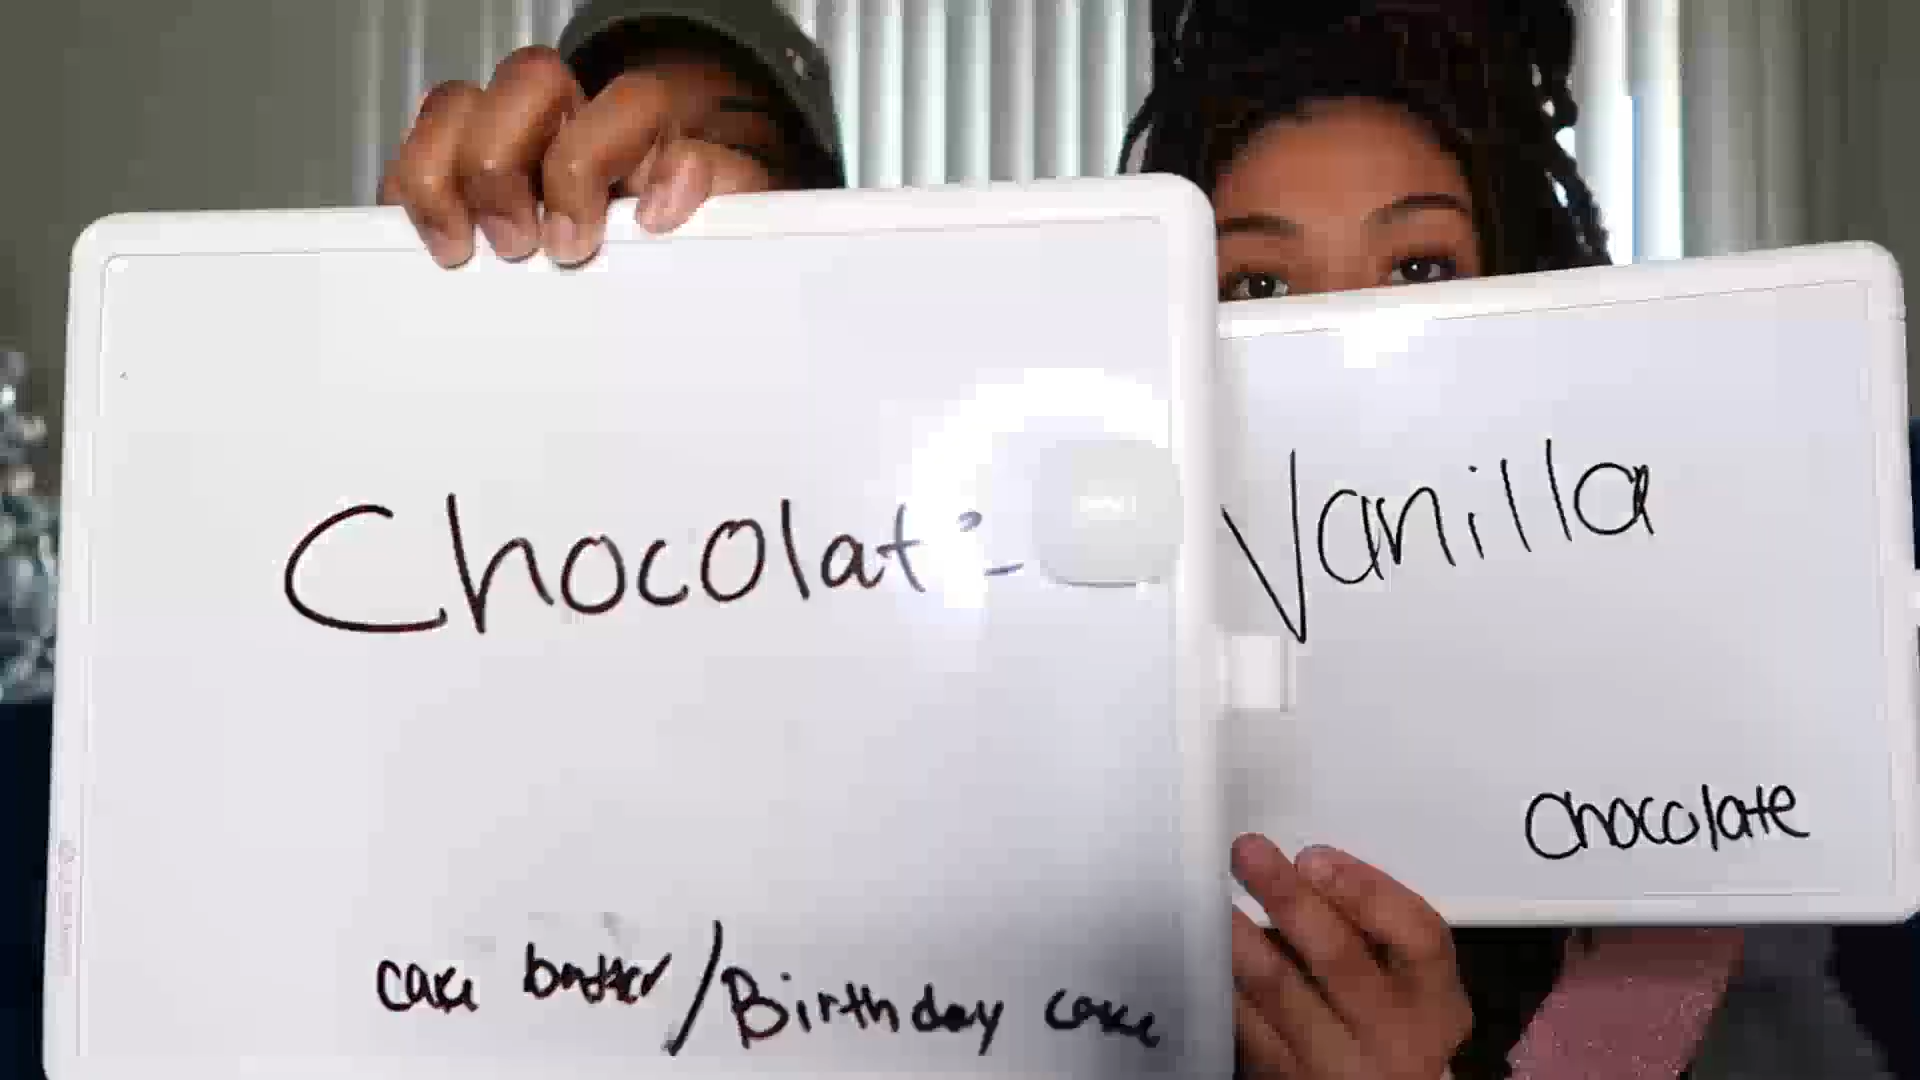 Chocolate
cake batter/Birthday cake
Vanilla
Chocolate